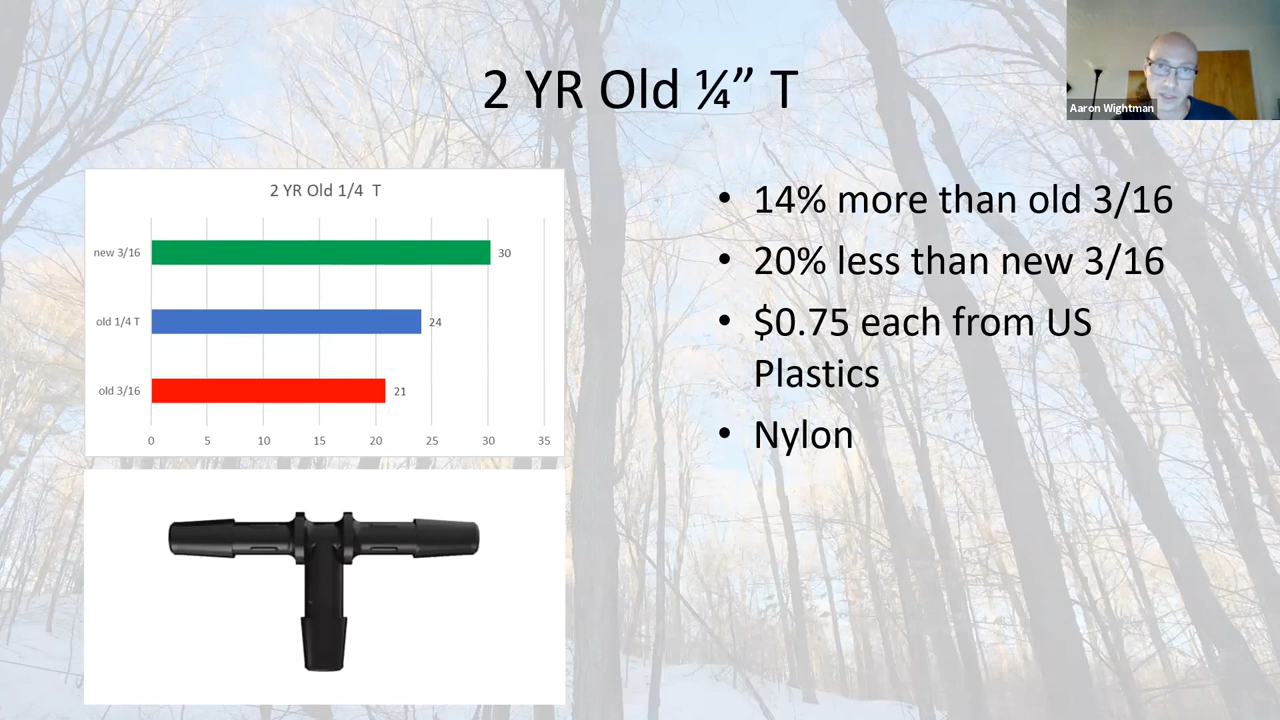 2 YR Old ¼” T
Aaron Wightman
2 YR Old 1/4 T
new 3/16
30
old 1/4 T
24
old 3/16
21
0 5 10 15 20 25 30 35
• 14% more than old 3/16
• 20% less than new 3/16
• $0.75 each from US
Plastics
• Nylon